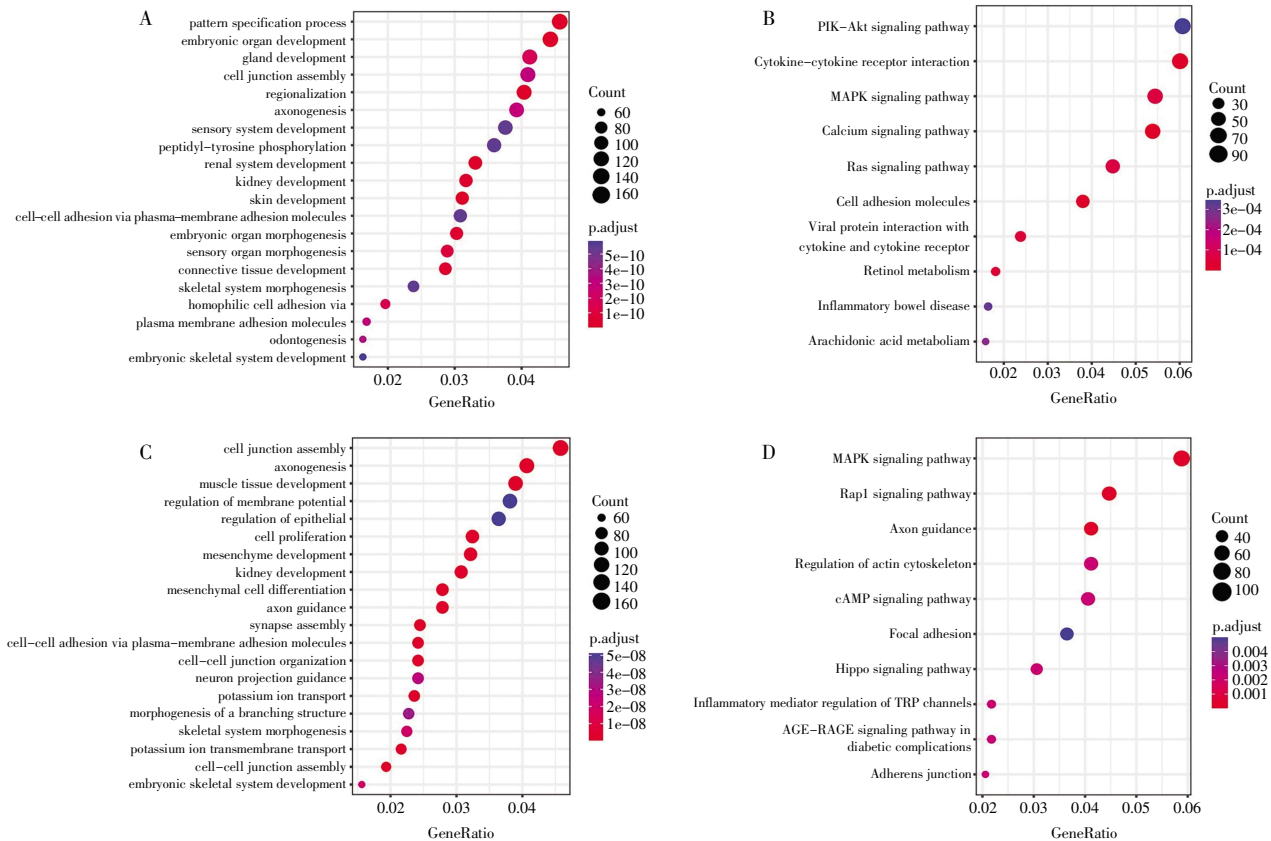 A
pattern specification process
embryonic organ development
gland development
cell junction assembly
regionalization
axonogenesis
sensory system development
peptidyl-tyrosine phosphorylation
renal system development
kidney development
skin development
cell-cell adhesion via plasma-membrane adhesion molecules
embryonic organ morphogenesis
sensory organ morphogenesis
connective tissue development
skeletal system morphogenesis
homophilic cell adhesion via
plasma membrane adhesion molecules
odontogenesis
embryonic skeletal system development
0.02 0.03 0.04
GeneRatio
Count
60
80
100
120
140
160
p.adjust
5e-10
4e-10
3e-10
2e-10
1e-10
B
PIK-Akt signaling pathway
Cytokine-cytokine receptor interaction
MAPK signaling pathway
Calcium signaling pathway
Ras signaling pathway
Cell adhesion molecules
Viral protein interaction with
cytokine and cytokine receptor
Retinol metabolism
Inflammatory bowel disease
Arachidonic acid metaboliam
0.02 0.03 0.04 0.05 0.06
GeneRatio
Count
30
50
70
90
p.adjust
3e-04
2e-04
1e-04
C
cell junction assembly
axonogenesis
muscle tissue development
regulation of membrane potential
regulation of epithelial
cell proliferation
mesenchyme development
kidney development
mesenchymal cell differentiation
axon guidance
synapse assembly
cell-cell adhesion via plasma-membrane adhesion molecules
cell-cell junction organization
neuron projection guidance
potassium ion transport
morphogenesis of a branching structure
skeletal system morphogenesis
potassium ion transmembrane transport
cell-cell junction assembly
embryonic skeletal system development
0.02 0.03 0.04
GeneRatio
Count
60
80
100
120
140
160
p.adjust
5e-08
4e-08
3e-08
2e-08
1e-08
D
MAPK signaling pathway
Rap1 signaling pathway
Axon guidance
Regulation of actin cytoskeleton
cAMP signaling pathway
Focal adhesion
Hippo signaling pathway
Inflammatory mediator regulation of TRP channels
AGE-RAGE signaling pathway in
diabetic complications
Adherens junction
0.02 0.03 0.04 0.05 0.06
GeneRatio
Count
40
60
80
100
p.adjust
0.004
0.003
0.002
0.001